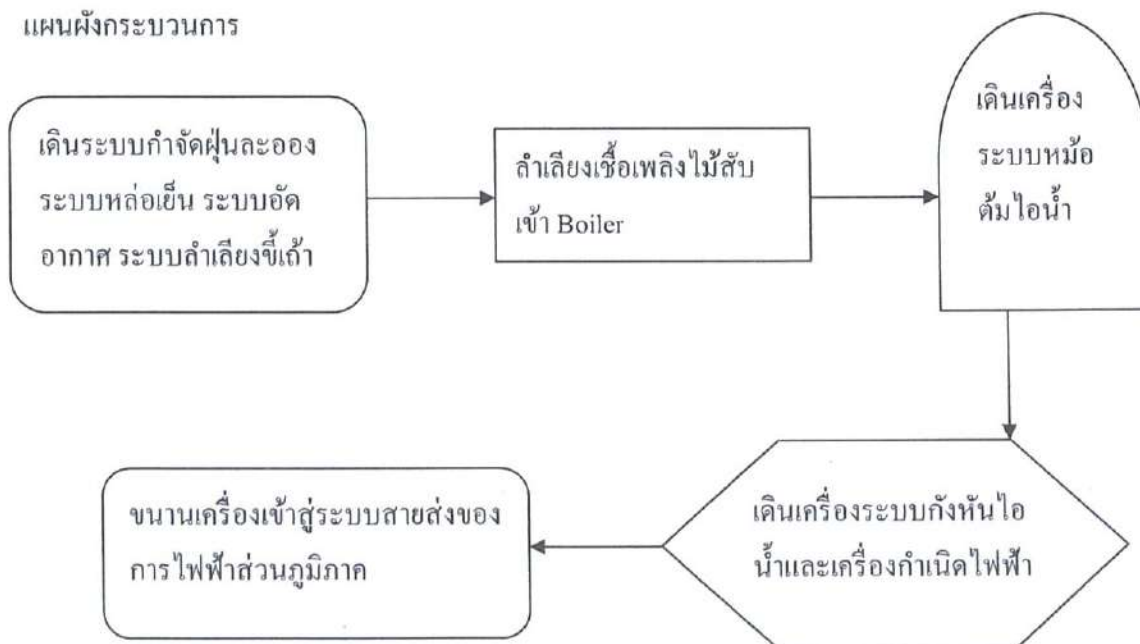 แผนผังกระบวนการ
เดินระบบกำจัดฝุ่นละออง
ระบบหล่อเย็น ระบบอัด
อากาศ ระบบลำเลียงขี้เถ้า
ลำเลียงเชื้อเพลิงไม้สับ
เข้า Boiler
เดินเครื่อง
ระบบหม้อ
ต้มไอน้ำ
เดินเครื่องระบบกังหันไอ
น้ำและเครื่องกำเนิดไฟฟ้า
ขนานเครื่องเข้าสู่ระบบสายส่งของ
การไฟฟ้าส่วนภูมิภาค